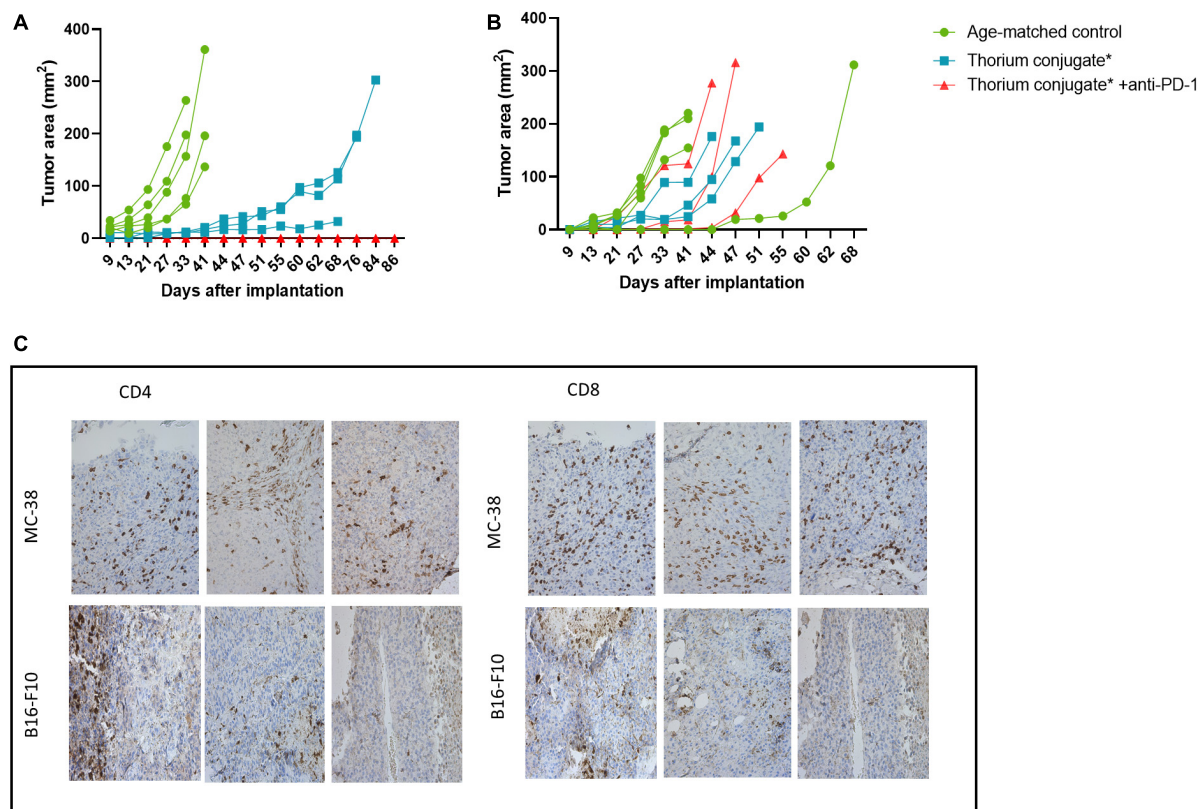 A
Tumor area (mm²)
400
300
200
100
0
9 13 21 27 33 41 44 47 51 55 60 62 68 76 84 86
Days after implantation
B
Tumor area (mm²)
400
300
200
100
0
9 13 21 27 33 41 44 47 51 55 60 62 68
Days after implantation
Age-matched control
Thorium conjugate*
Thorium conjugate* +anti-PD-1
C
CD4
CD8
MC-38
MC-38
B16-F10
B16-F10